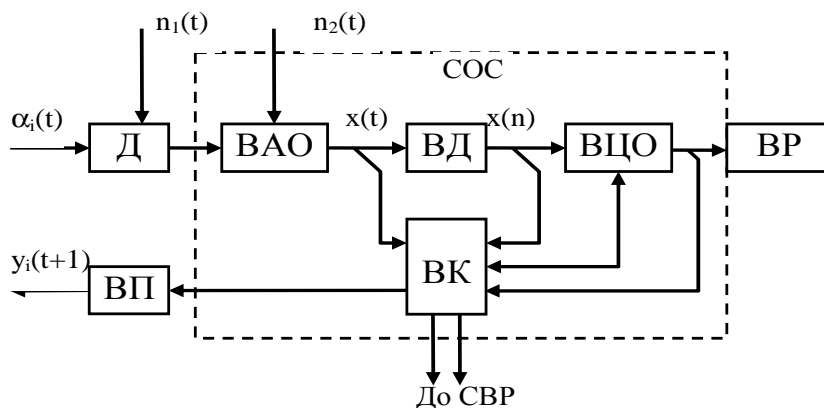 n₁(t) n₂(t)
СОС
αᵢ(t) x(t) x(n)
Д ВАО ВД ВЦО ВР
yᵢ(t+1)
ВП ВК
До СВР